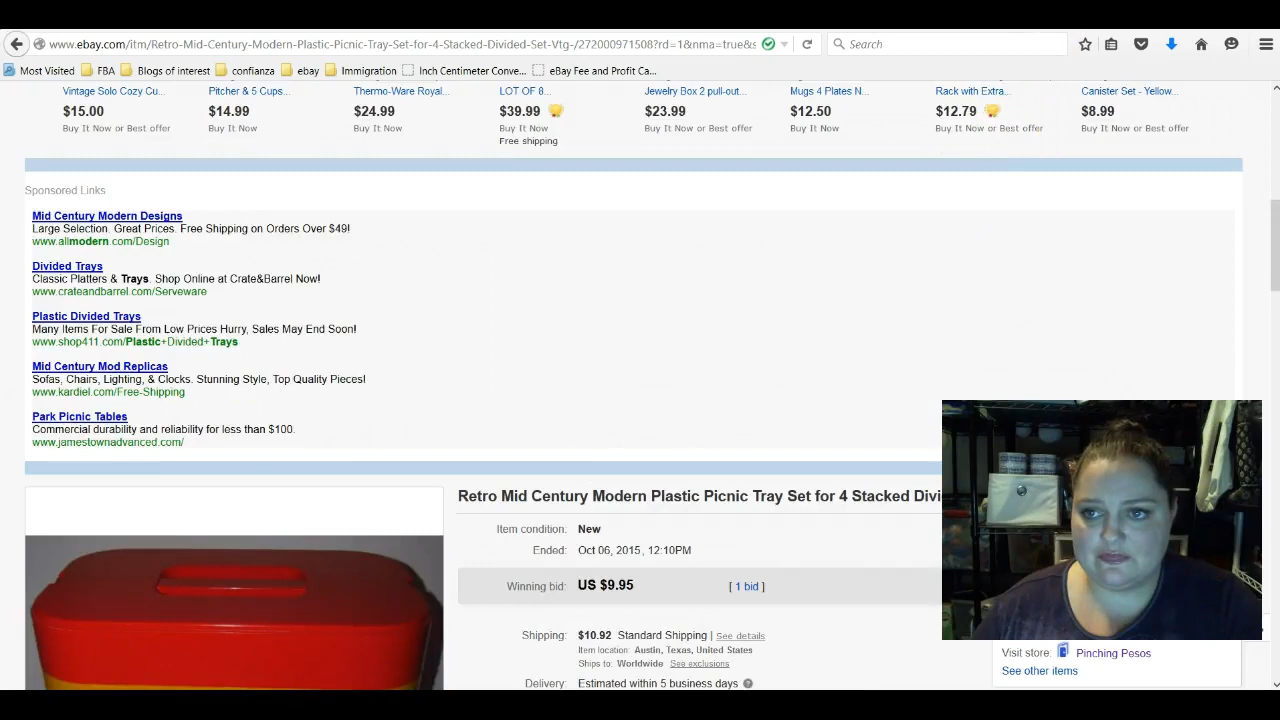 www.ebay.com/itm/Retro-Mid-Century-Modern-Plastic-Picnic-Tray-Set-for-4-Stacked-Divided-Set-Vtg-/272000971508?rd=1&nma=true&s
Search
Most Visited FBA Blogs of interest confianza ebay Immigration Inch Centimeter Conve... eBay Fee and Profit Ca...
Vintage Solo Cozy Cu... Pitcher & 5 Cups... Thermo-Ware Royal... LOT OF 8... Jewelry Box 2 pull-out... Mugs 4 Plates N... Rack with Extra... Canister Set - Yellow...
$15.00 $14.99 $24.99 $39.99 $23.99 $12.50 $12.79 $8.99
Buy It Now or Best offer Buy It Now Buy It Now Buy It Now Buy It Now or Best offer Buy It Now Buy It Now or Best offer Buy It Now or Best offer
Free shipping
Sponsored Links
Mid Century Modern Designs
Large Selection. Great Prices. Free Shipping on Orders Over $49!
www.allmodern.com/Design
Divided Trays
Classic Platters & Trays. Shop Online at Crate&Barrel Now!
www.crateandbarrel.com/Serveware
Plastic Divided Trays
Many Items For Sale From Low Prices Hurry, Sales May End Soon!
www.shop411.com/Plastic+Divided+Trays
Mid Century Mod Replicas
Sofas, Chairs, Lighting, & Clocks. Stunning Style, Top Quality Pieces!
www.kardiel.com/Free-Shipping
Park Picnic Tables
Commercial durability and reliability for less than $100.
www.jamestownadvanced.com/
Retro Mid Century Modern Plastic Picnic Tray Set for 4 Stacked Divi
Item condition: New
Ended: Oct 06, 2015 , 12:10PM
Winning bid: US $9.95 [ 1 bid ]
Shipping: $10.92 Standard Shipping | See details
Item location: Austin, Texas, United States
Ships to: Worldwide See exclusions
Delivery: Estimated within 5 business days
Visit store: Pinching Pesos
See other items